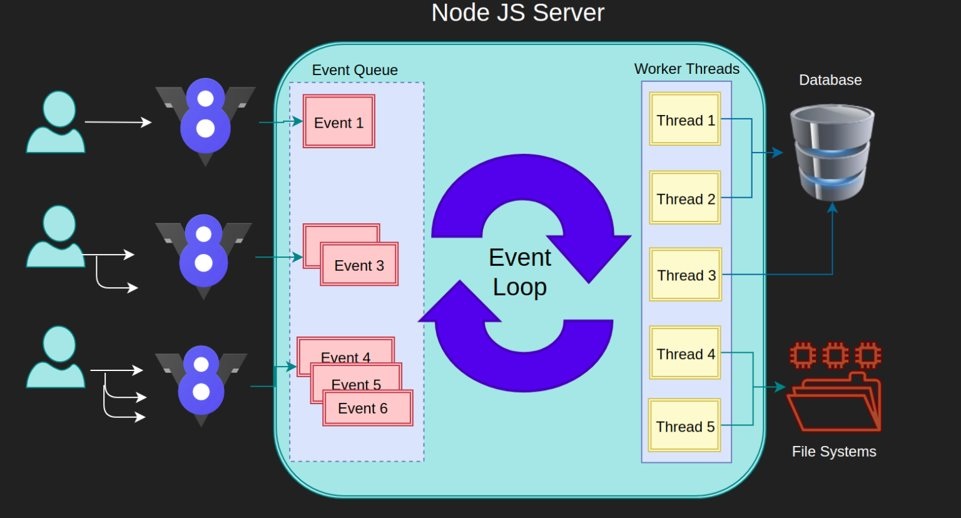 Node JS Server
Event Queue
Worker Threads
Database
Event 1
Event 3
Event 4
Event 5
Event 6
Event
Loop
Thread 1
Thread 2
Thread 3
Thread 4
Thread 5
File Systems